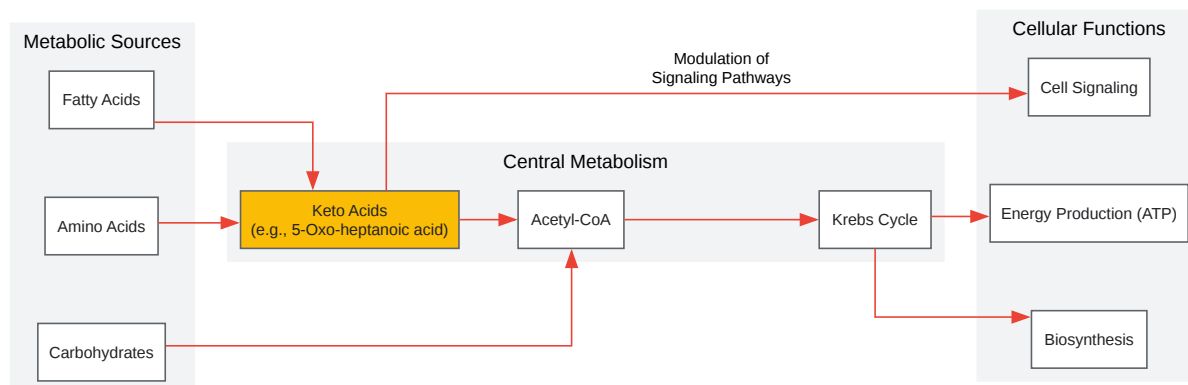 Metabolic Sources
Fatty Acids
Amino Acids
Carbohydrates
Modulation of
Signaling Pathways
Central Metabolism
Keto Acids
(e.g., 5-Oxo-heptanoic acid)
Acetyl-CoA
Krebs Cycle
Cellular Functions
Cell Signaling
Energy Production (ATP)
Biosynthesis